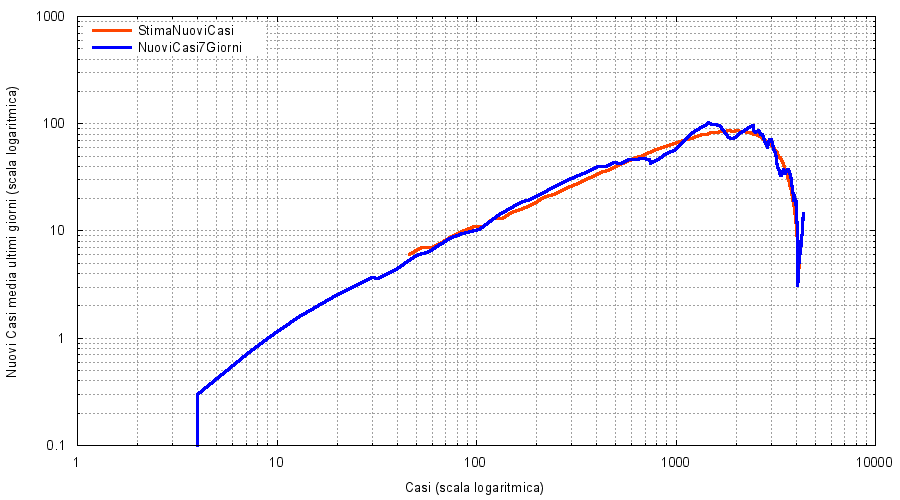 1000
100
10
1
0.1
StimaNuoviCasi
NuoviCasi7Giorni
Nuovi Casi media ultimi giorni (scala logaritmica)
1 10 100 1000 10000
Casi (scala logaritmica)